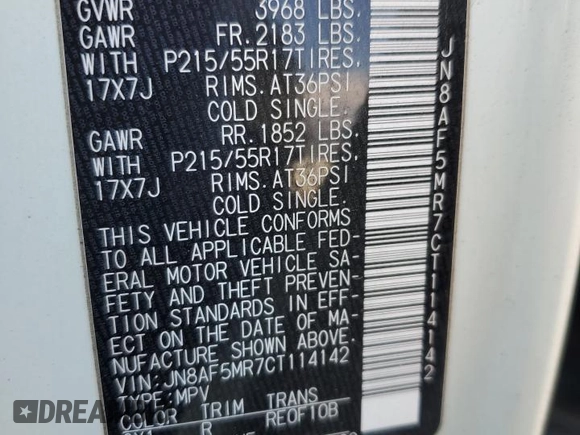 GVWR 3968 LBS.
GAWR FR. 2183 LBS.
WITH P215/55R17TIRES,
17X7J RIMS. AT36PSI
COLD SINGLE.
GAWR RR. 1852 LBS.
WITH P215/55R17TIRES,
17X7J RIMS. AT36PSI
COLD SINGLE.
THIS VEHICLE CONFORMS
TO ALL APPLICABLE FED-
ERAL MOTOR VEHICLE SA-
FETY AND THEFT PREVEN-
TION STANDARDS IN EFF-
ECT ON THE DATE OF MA-
NUFACTURE SHOWN ABOVE.
VIN:JN8AF5MR7CT114142
TYPE:MPV
COLOR TRIM TRANS
R RE0F10B
JN8AF5MR7CT114142